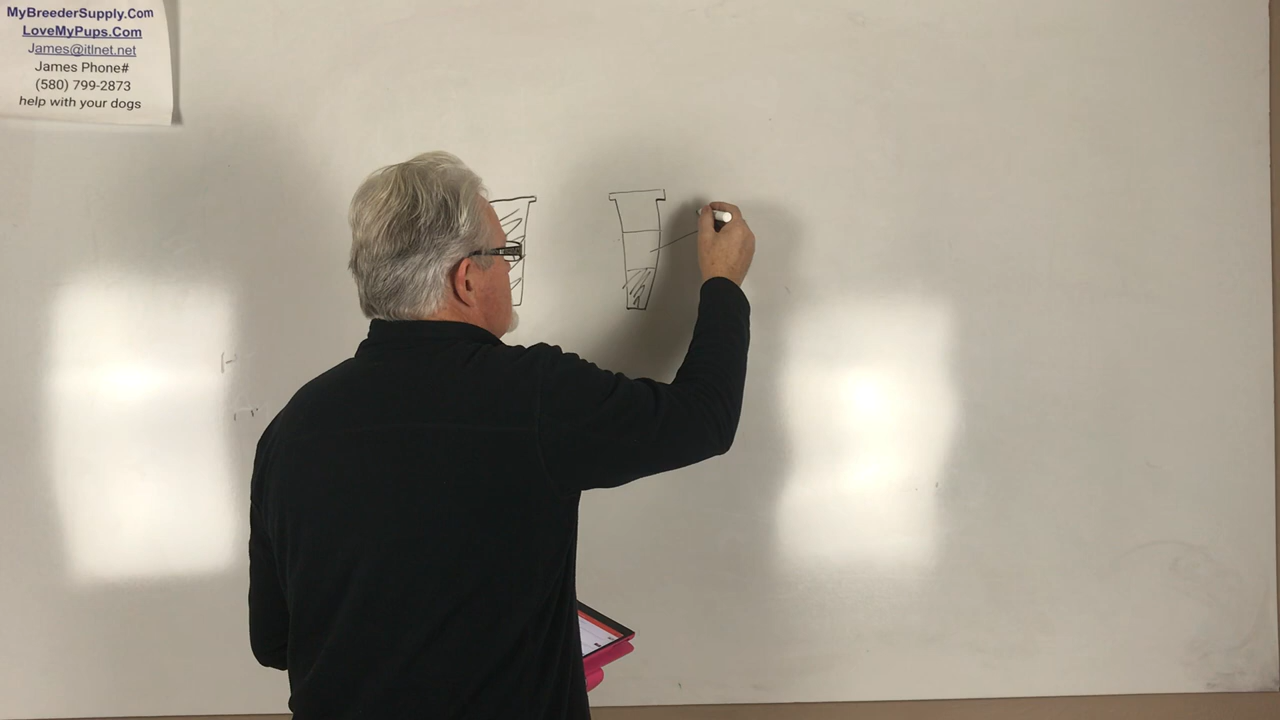 MyBreederSupply.Com
LoveMyPups.Com
James@itlnet.net
James Phone#
(580) 799-2873
help with your dogs